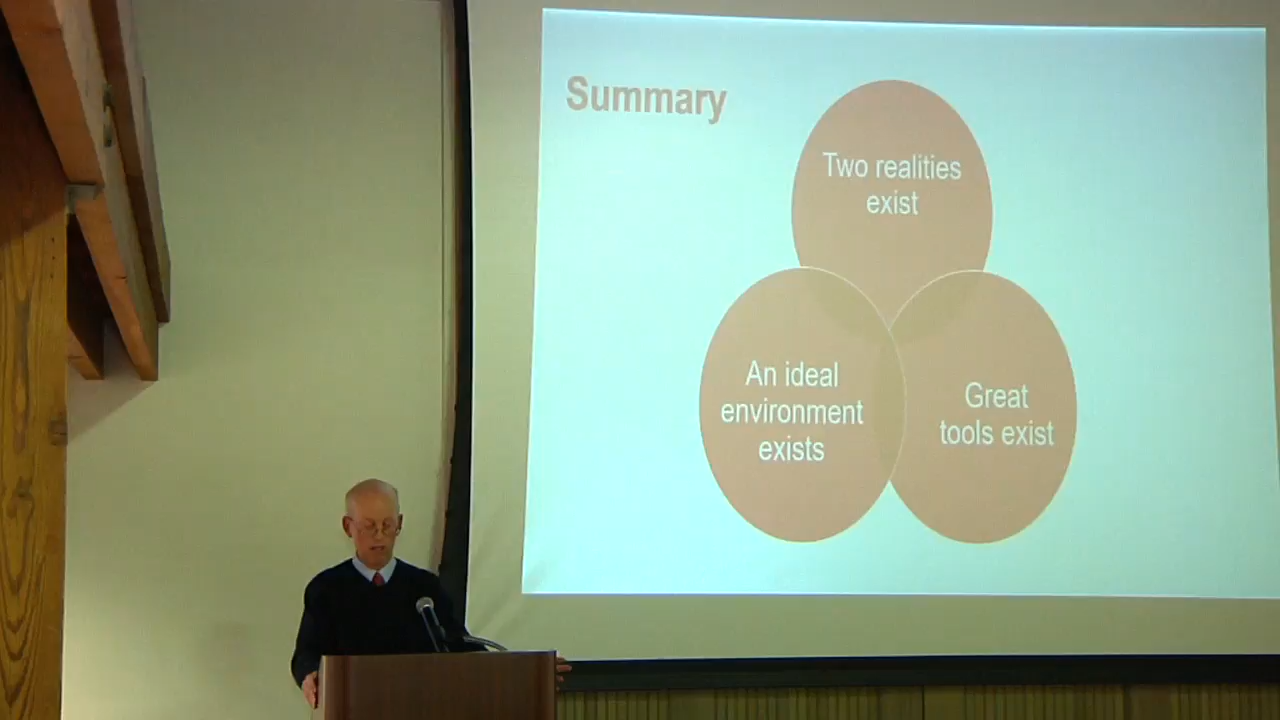 Summary
Two realities
exist
An ideal
environment
exists
Great
tools exist